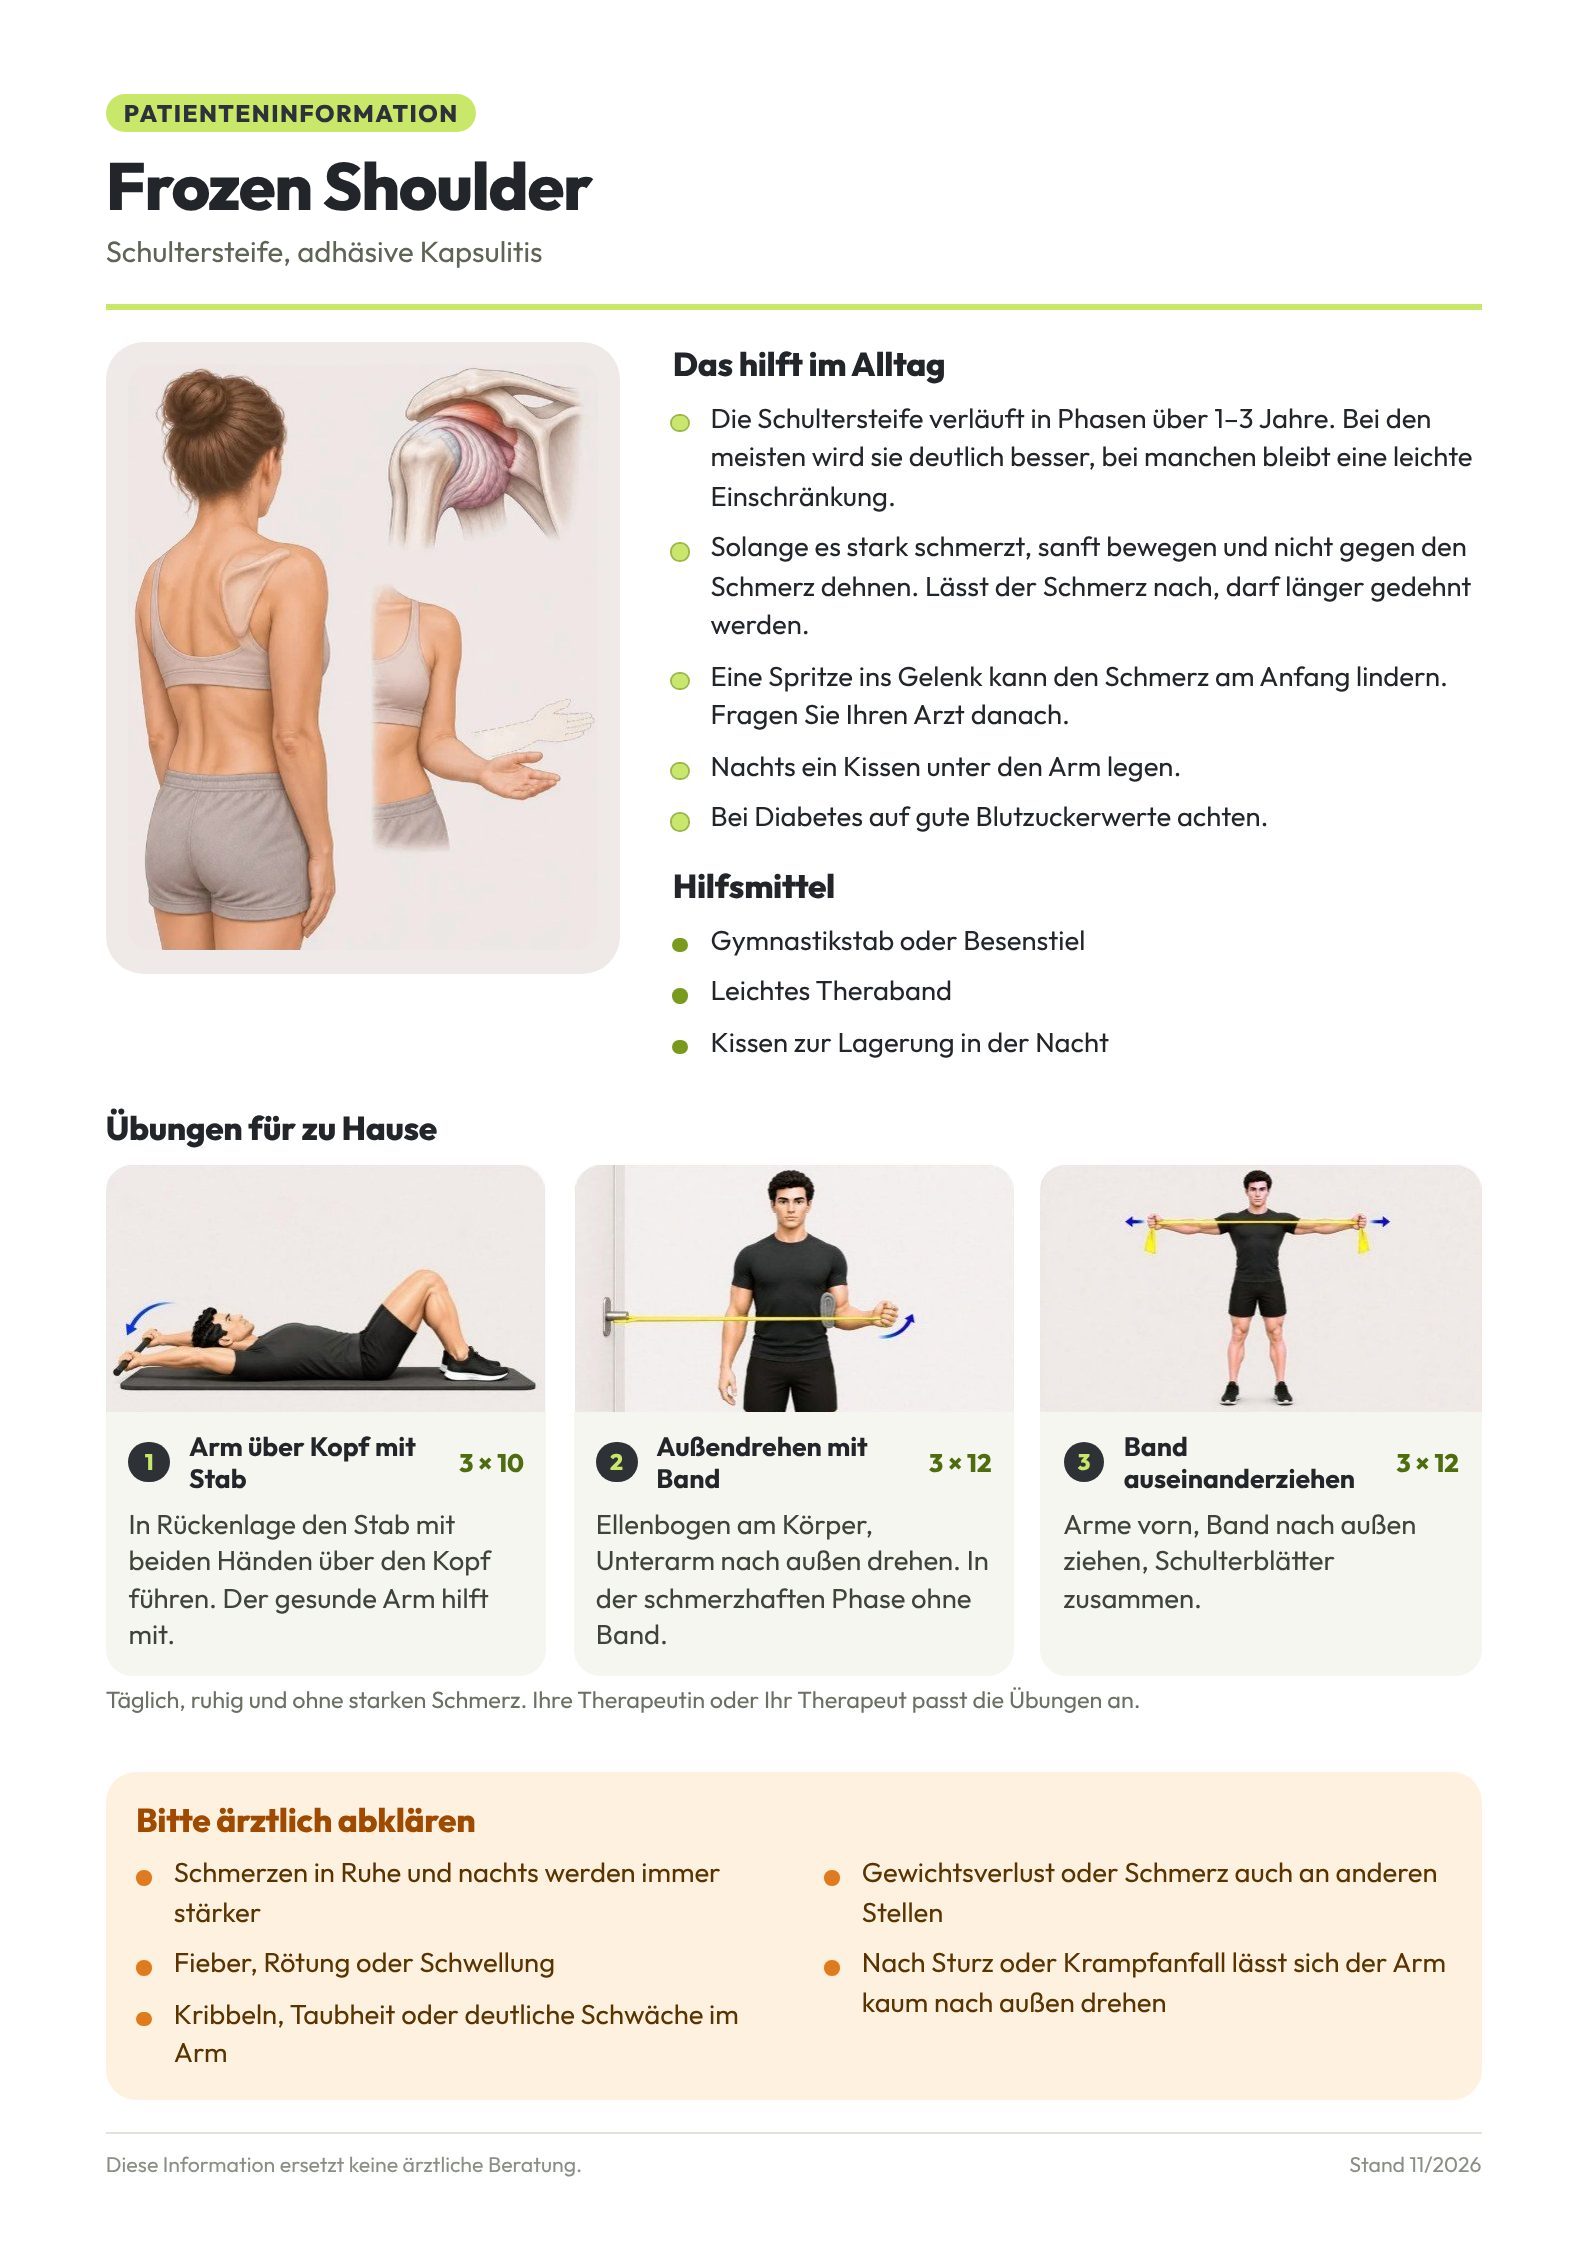 PATIENTENINFORMATION
Frozen Shoulder
Schultersteife, adhäsive Kapsulitis
Das hilft im Alltag
Die Schultersteife verläuft in Phasen über 1–3 Jahre. Bei den
meisten wird sie deutlich besser, bei manchen bleibt eine leichte
Einschränkung.
Solange es stark schmerzt, sanft bewegen und nicht gegen den
Schmerz dehnen. Lässt der Schmerz nach, darf länger gedehnt
werden.
Eine Spritze ins Gelenk kann den Schmerz am Anfang lindern.
Fragen Sie Ihren Arzt danach.
Nachts ein Kissen unter den Arm legen.
Bei Diabetes auf gute Blutzuckerwerte achten.
Hilfsmittel
Gymnastikstab oder Besenstiel
Leichtes Theraband
Kissen zur Lagerung in der Nacht
Übungen für zu Hause
1 Arm über Kopf mit
Stab
3 × 10
In Rückenlage den Stab mit
beiden Händen über den Kopf
führen. Der gesunde Arm hilft
mit.
2 Außendrehen mit
Band
3 × 12
Ellenbogen am Körper,
Unterarm nach außen drehen. In
der schmerzhaften Phase ohne
Band.
3 Band
auseinanderziehen
3 × 12
Arme vorn, Band nach außen
ziehen, Schulterblätter
zusammen.
Täglich, ruhig und ohne starken Schmerz. Ihre Therapeutin oder Ihr Therapeut passt die Übungen an.
Bitte ärztlich abklären
Schmerzen in Ruhe und nachts werden immer
stärker
Fieber, Rötung oder Schwellung
Kribbeln, Taubheit oder deutliche Schwäche im
Arm
Gewichtsverlust oder Schmerz auch an anderen
Stellen
Nach Sturz oder Krampfanfall lässt sich der Arm
kaum nach außen drehen
Diese Information ersetzt keine ärztliche Beratung.
Stand 11/2026